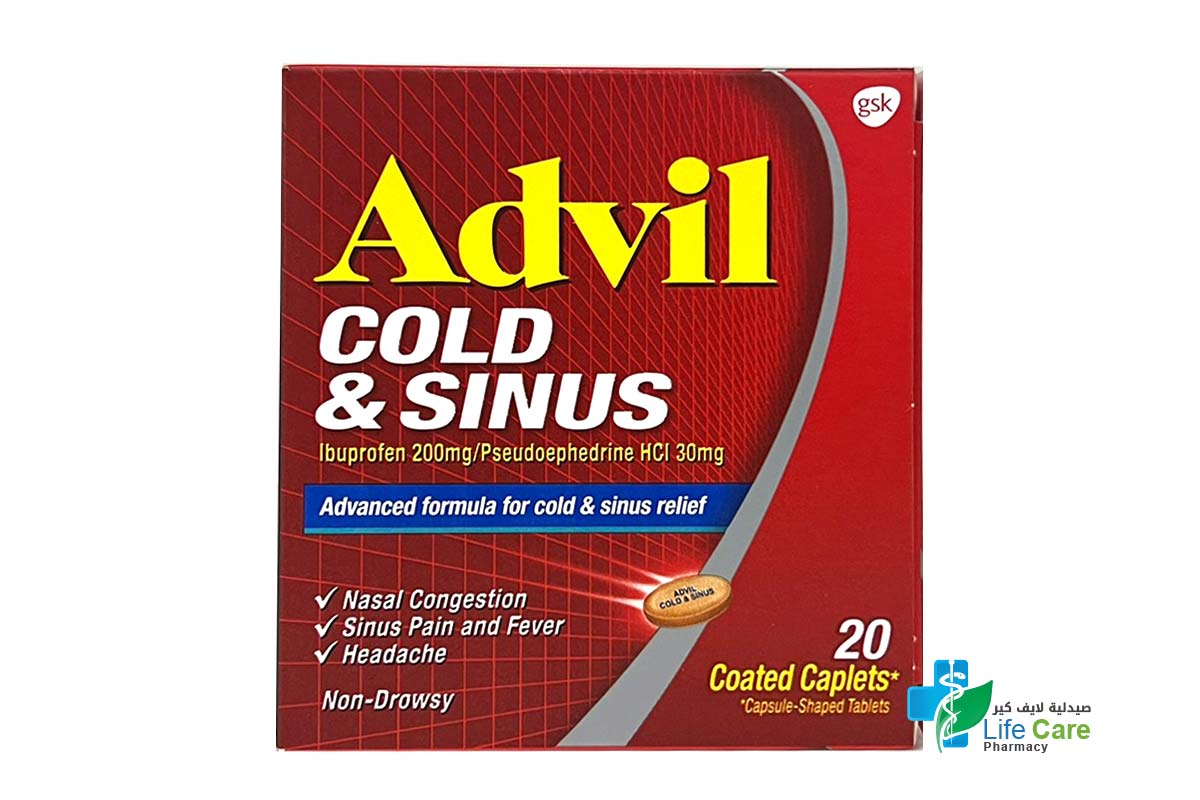 gsk
Advil
COLD
& SINUS
Ibuprofen 200mg/Pseudoephedrine HCl 30mg
Advanced formula for cold & sinus relief
ADVIL
COLD & SINUS
✓ Nasal Congestion
✓ Sinus Pain and Fever
✓ Headache
Non-Drowsy
20
Coated Caplets*
*Capsule-Shaped Tablets
صيدلية لايف كير
Life Care
Pharmacy